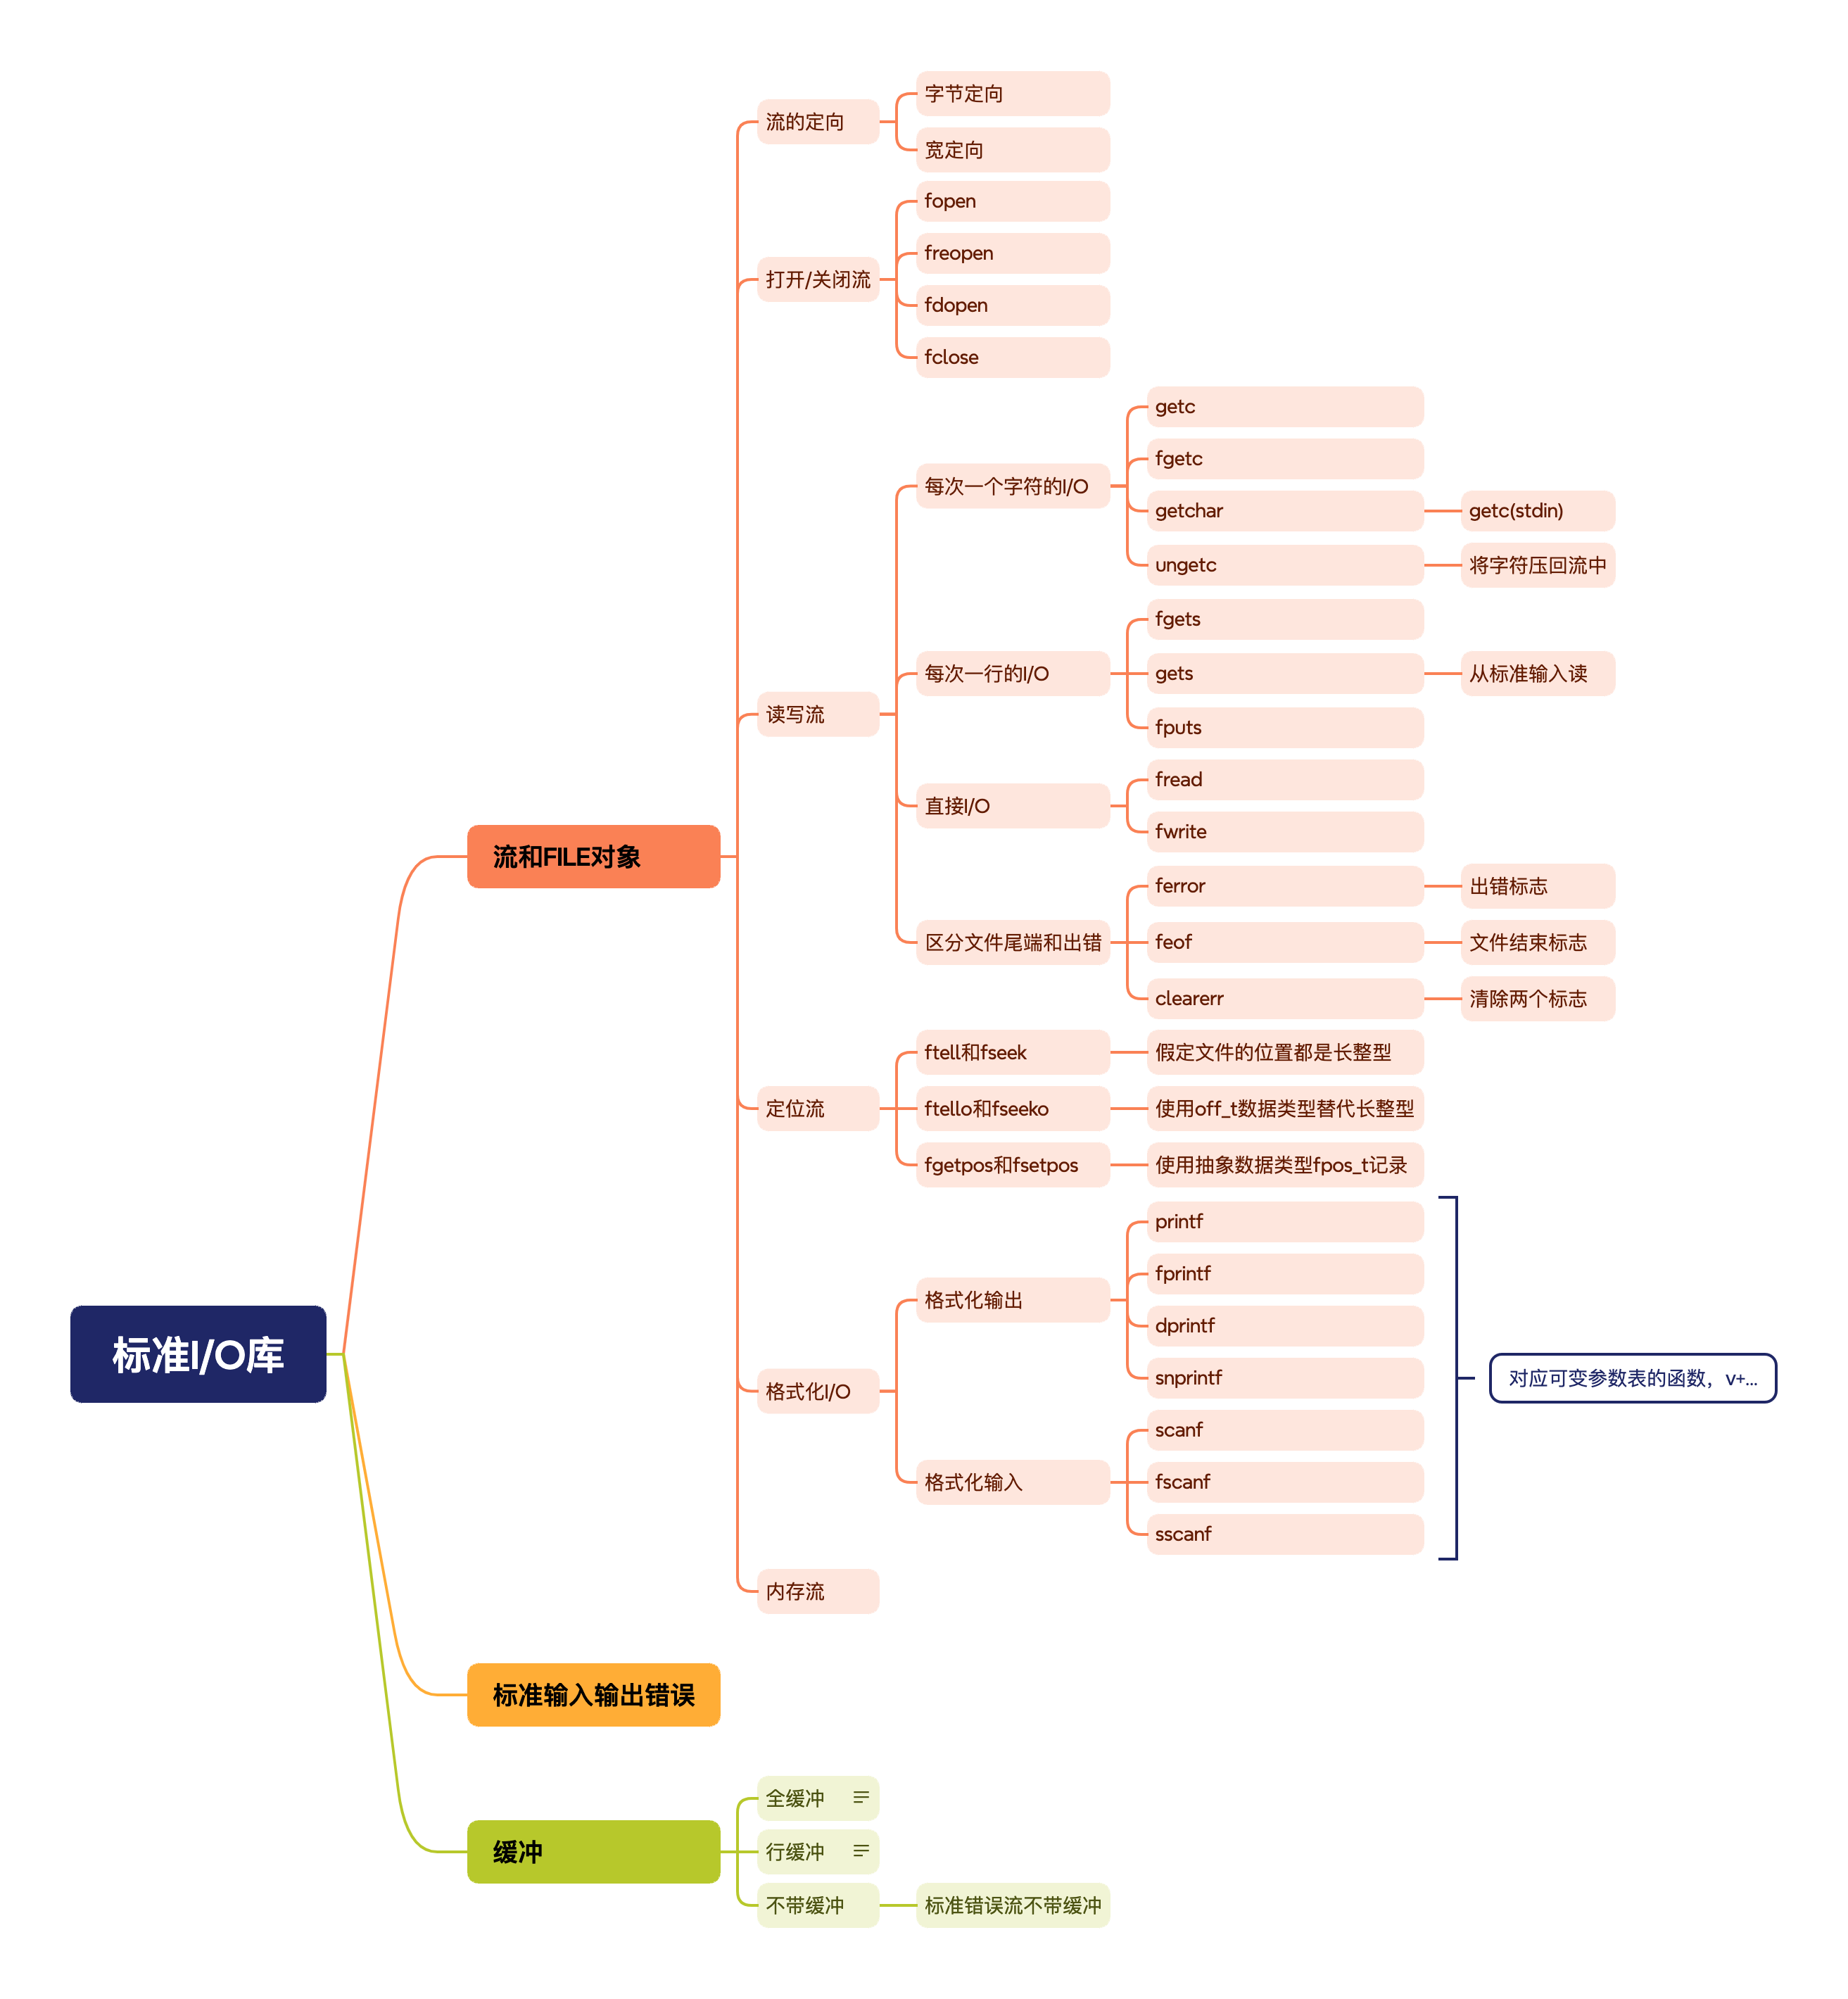 标准I/O库
流和FILE对象
流的定向
字节定向
宽定向
打开/关闭流
fopen
freopen
fdopen
fclose
读写流
每次一个字符的I/O
getc
fgetc
getchar
getc(stdin)
ungetc
将字符压回流中
每次一行的I/O
fgets
gets
从标准输入读
fputs
直接I/O
fread
fwrite
区分文件尾端和出错
ferror
出错标志
feof
文件结束标志
clearerr
清除两个标志
定位流
ftell和fseek
假定文件的位置都是长整型
ftello和fseeko
使用off_t数据类型替代长整型
fgetpos和fsetpos
使用抽象数据类型fpos_t记录
格式化I/O
格式化输出
printf
fprintf
dprintf
snprintf
格式化输入
scanf
fscanf
sscanf
对应可变参数表的函数，v+...
内存流
标准输入输出错误
缓冲
全缓冲
行缓冲
不带缓冲
标准错误流不带缓冲